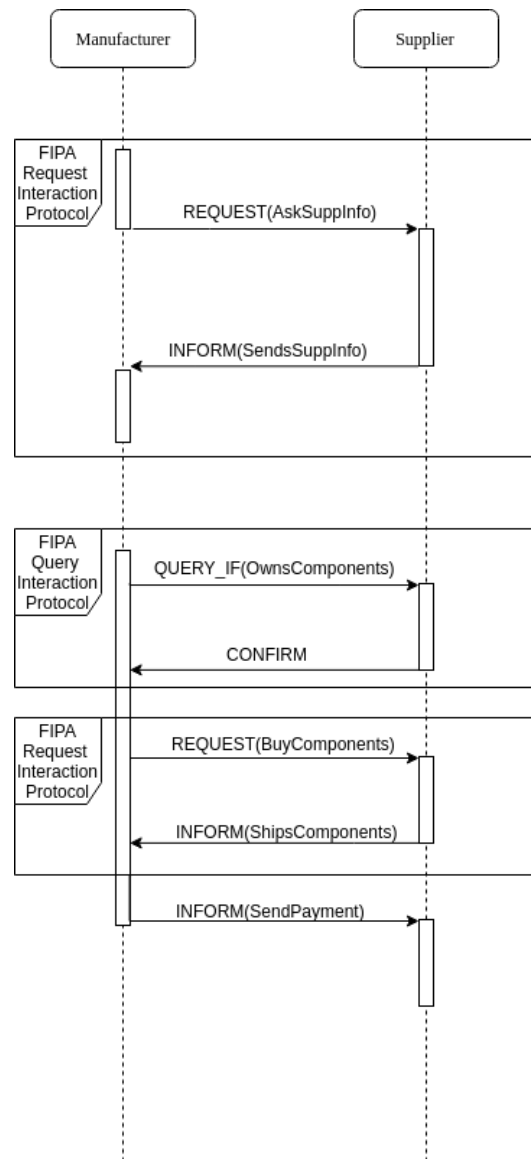 Manufacturer
Supplier
FIPA
Request
Interaction
Protocol
REQUEST(AskSuppInfo)
INFORM(SendsSuppInfo)
FIPA
Query
Interaction
Protocol
QUERY_IF(OwnsComponents)
CONFIRM
FIPA
Request
Interaction
Protocol
REQUEST(BuyComponents)
INFORM(ShipsComponents)
INFORM(SendPayment)